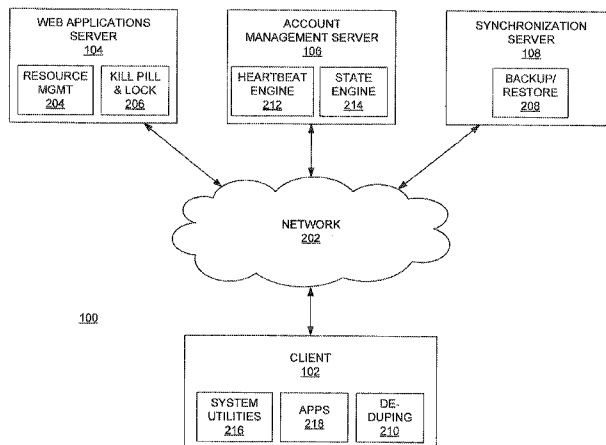 WEB APPLICATIONS
SERVER
104
RESOURCE
MGMT
204
KILL PILL
& LOCK
206
ACCOUNT
MANAGEMENT SERVER
106
HEARTBEAT
ENGINE
212
STATE
ENGINE
214
SYNCHRONIZATION
SERVER
108
BACKUP/
RESTORE
208
NETWORK
202
100
CLIENT
102
SYSTEM
UTILITIES
216
APPS
218
DE-
DUPING
210